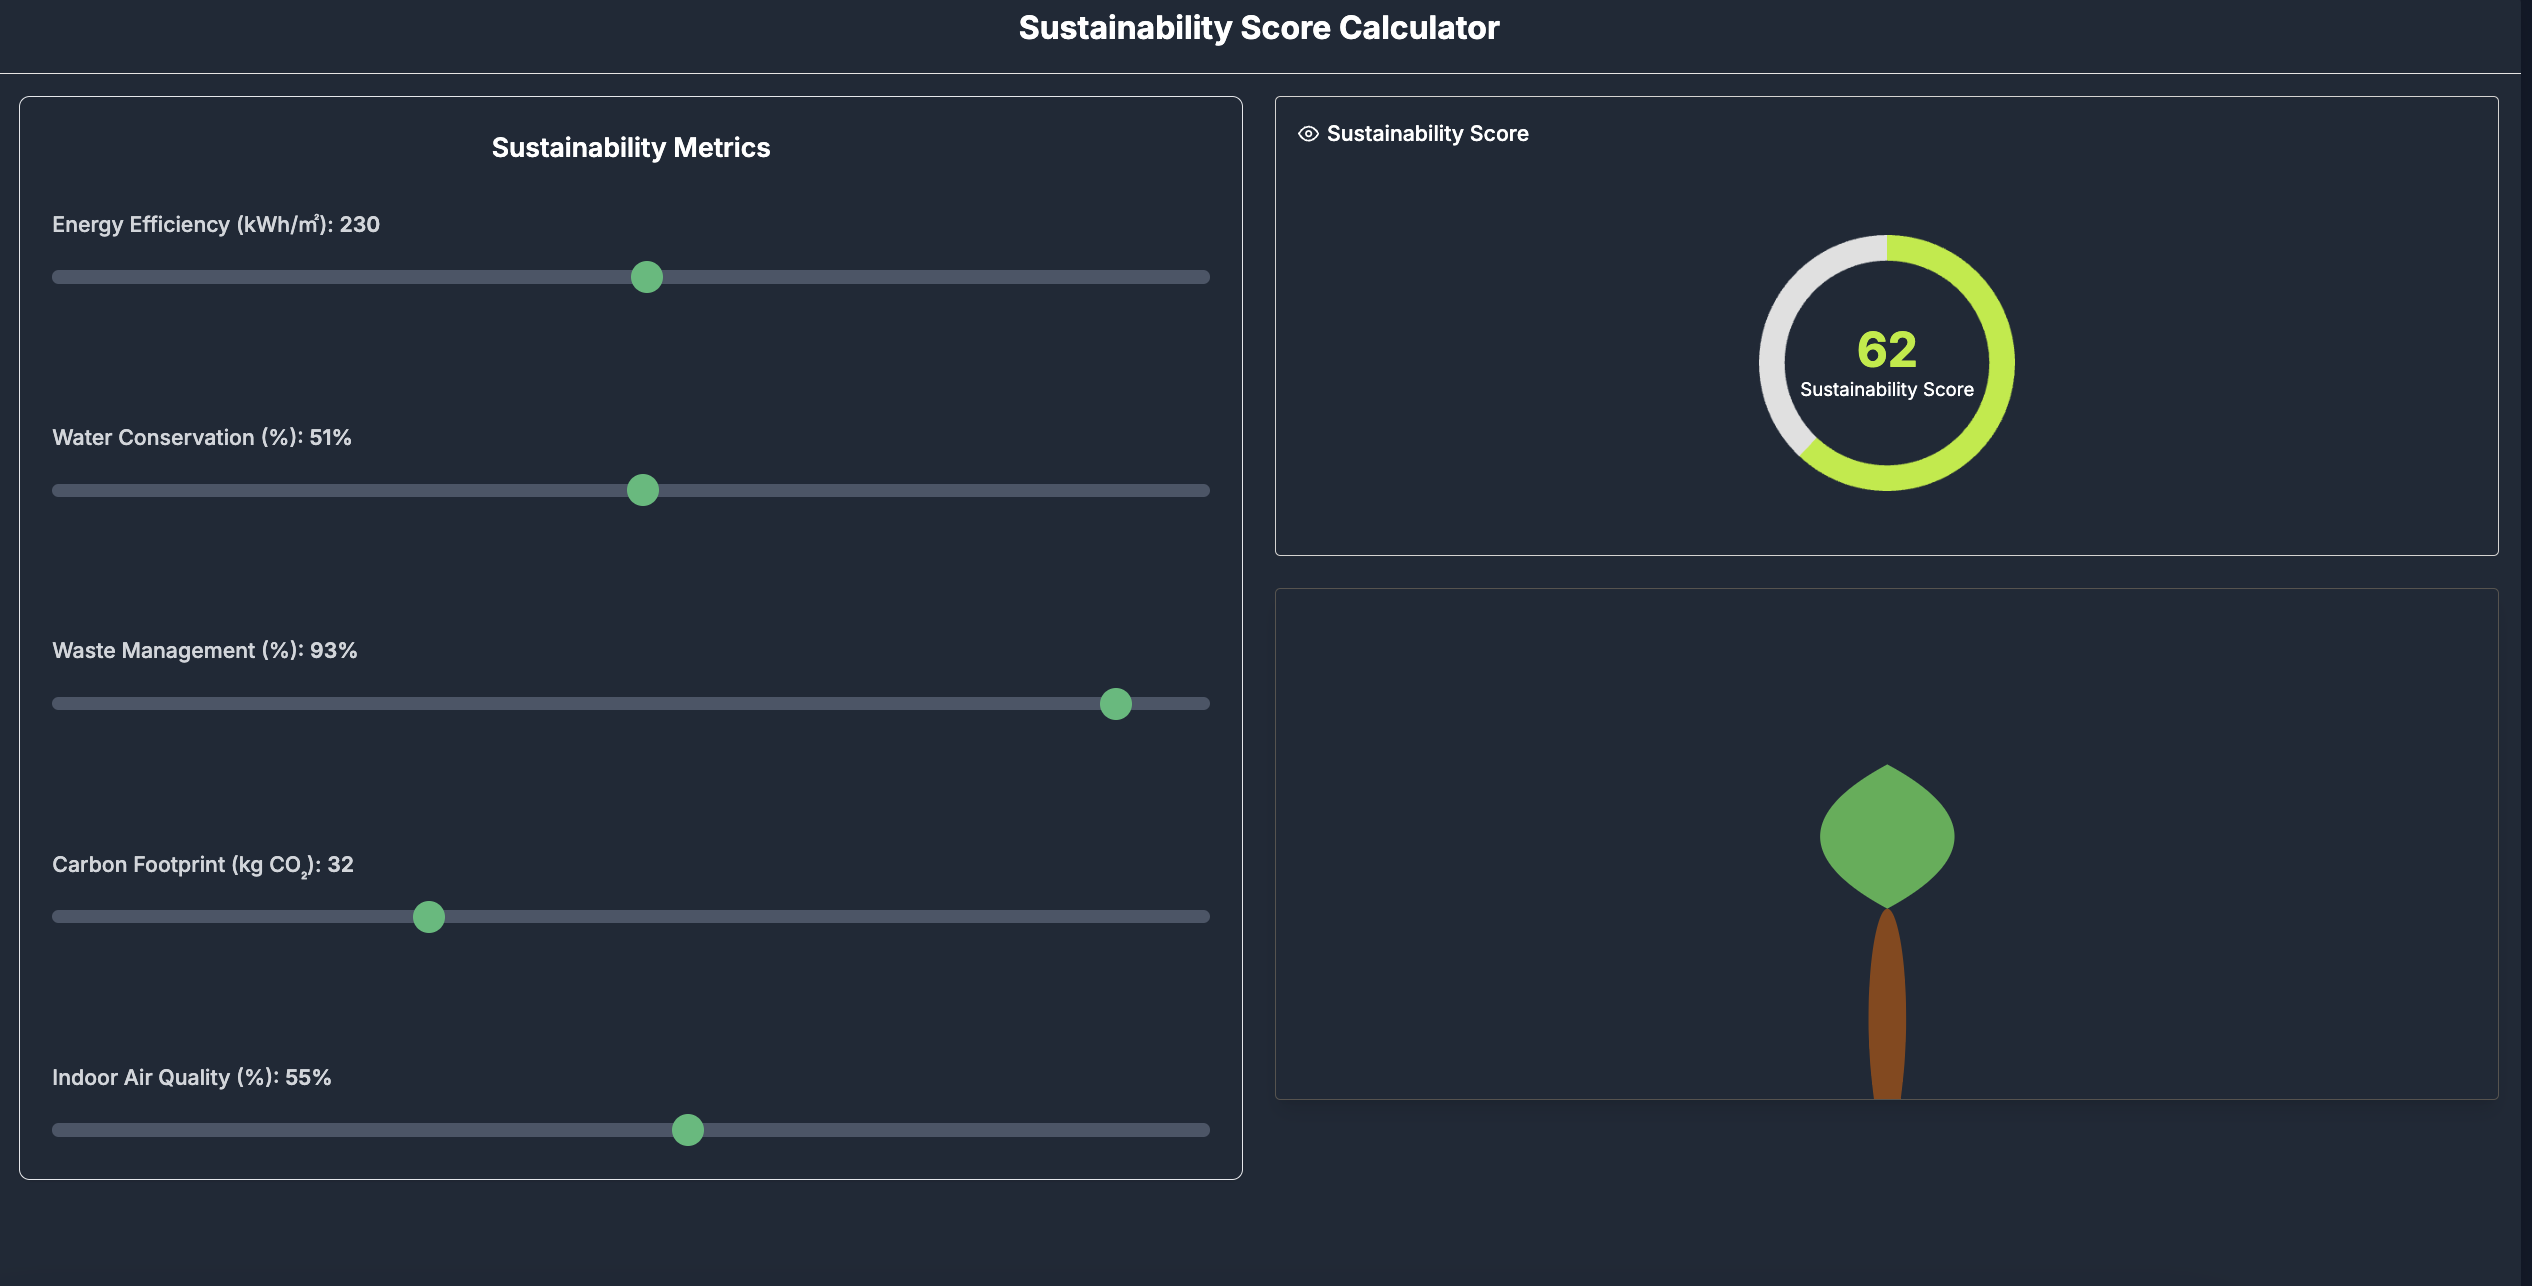 Sustainability Score Calculator
Sustainability Metrics
Energy Efficiency (kWh/㎡): 230
Water Conservation (%): 51%
Waste Management (%): 93%
Carbon Footprint (kg CO₂): 32
Indoor Air Quality (%): 55%
Sustainability Score
62
Sustainability Score